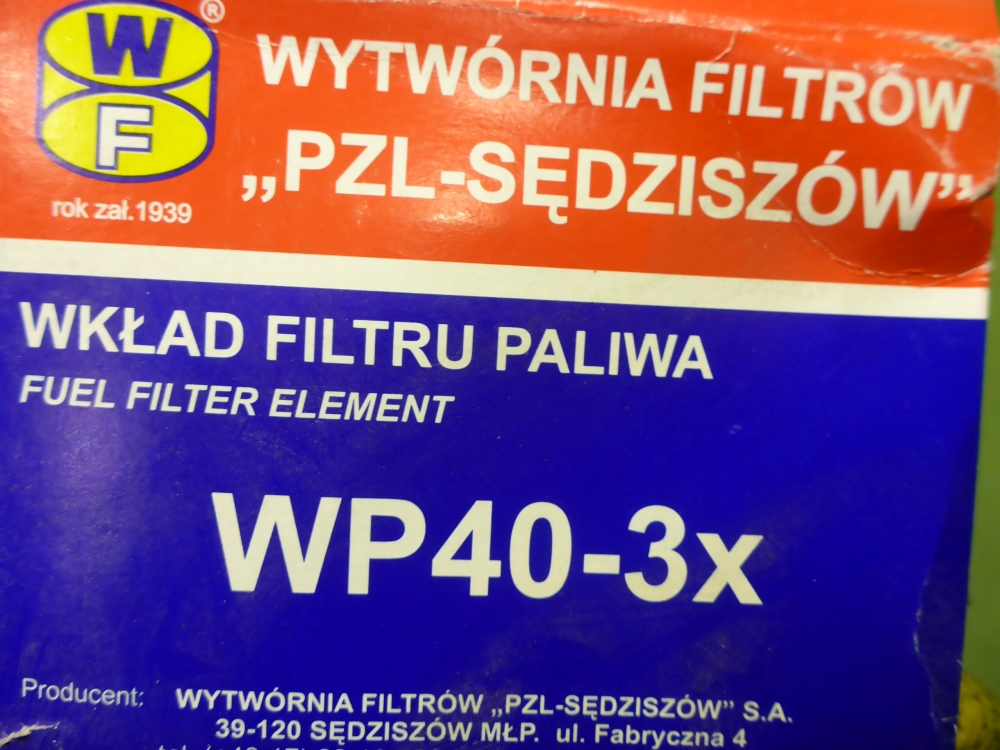 W
F
®
rok zał.1939
WYTWÓRNIA FILTRÓW
„PZL-SĘDZISZÓW”
WKŁAD FILTRU PALIWA
FUEL FILTER ELEMENT
WP40-3x
Producent: WYTWÓRNIA FILTRÓW „PZL-SĘDZISZÓW” S.A.
39-120 SĘDZISZÓW MŁP. ul. Fabryczna 4